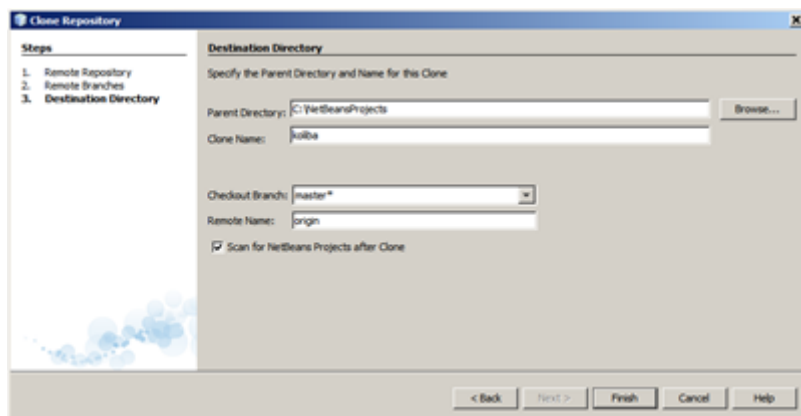 Clone Repository
Steps
1. Remote Repository
2. Remote Branches
3. Destination Directory
Destination Directory
Specify the Parent Directory and Name for this Clone
Parent Directory: C:\NetBeansProjects
Browse...
Clone Name: koliba
Checkout Branch: master*
Remote Name: origin
Scan for NetBeans Projects after Clone
< Back Next > Finish Cancel Help